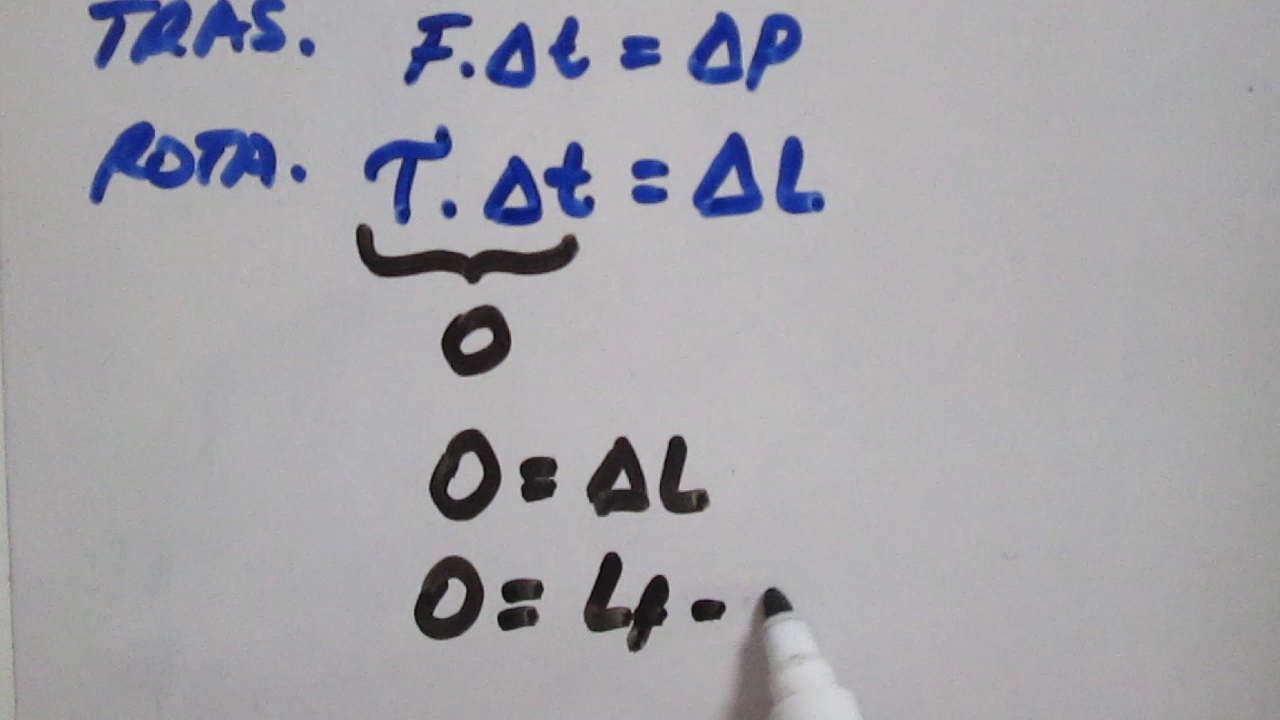 TRAS. F.Δt = ΔP
ROTA. τ.Δt = ΔL
0
0 = ΔL
0 = Lf -